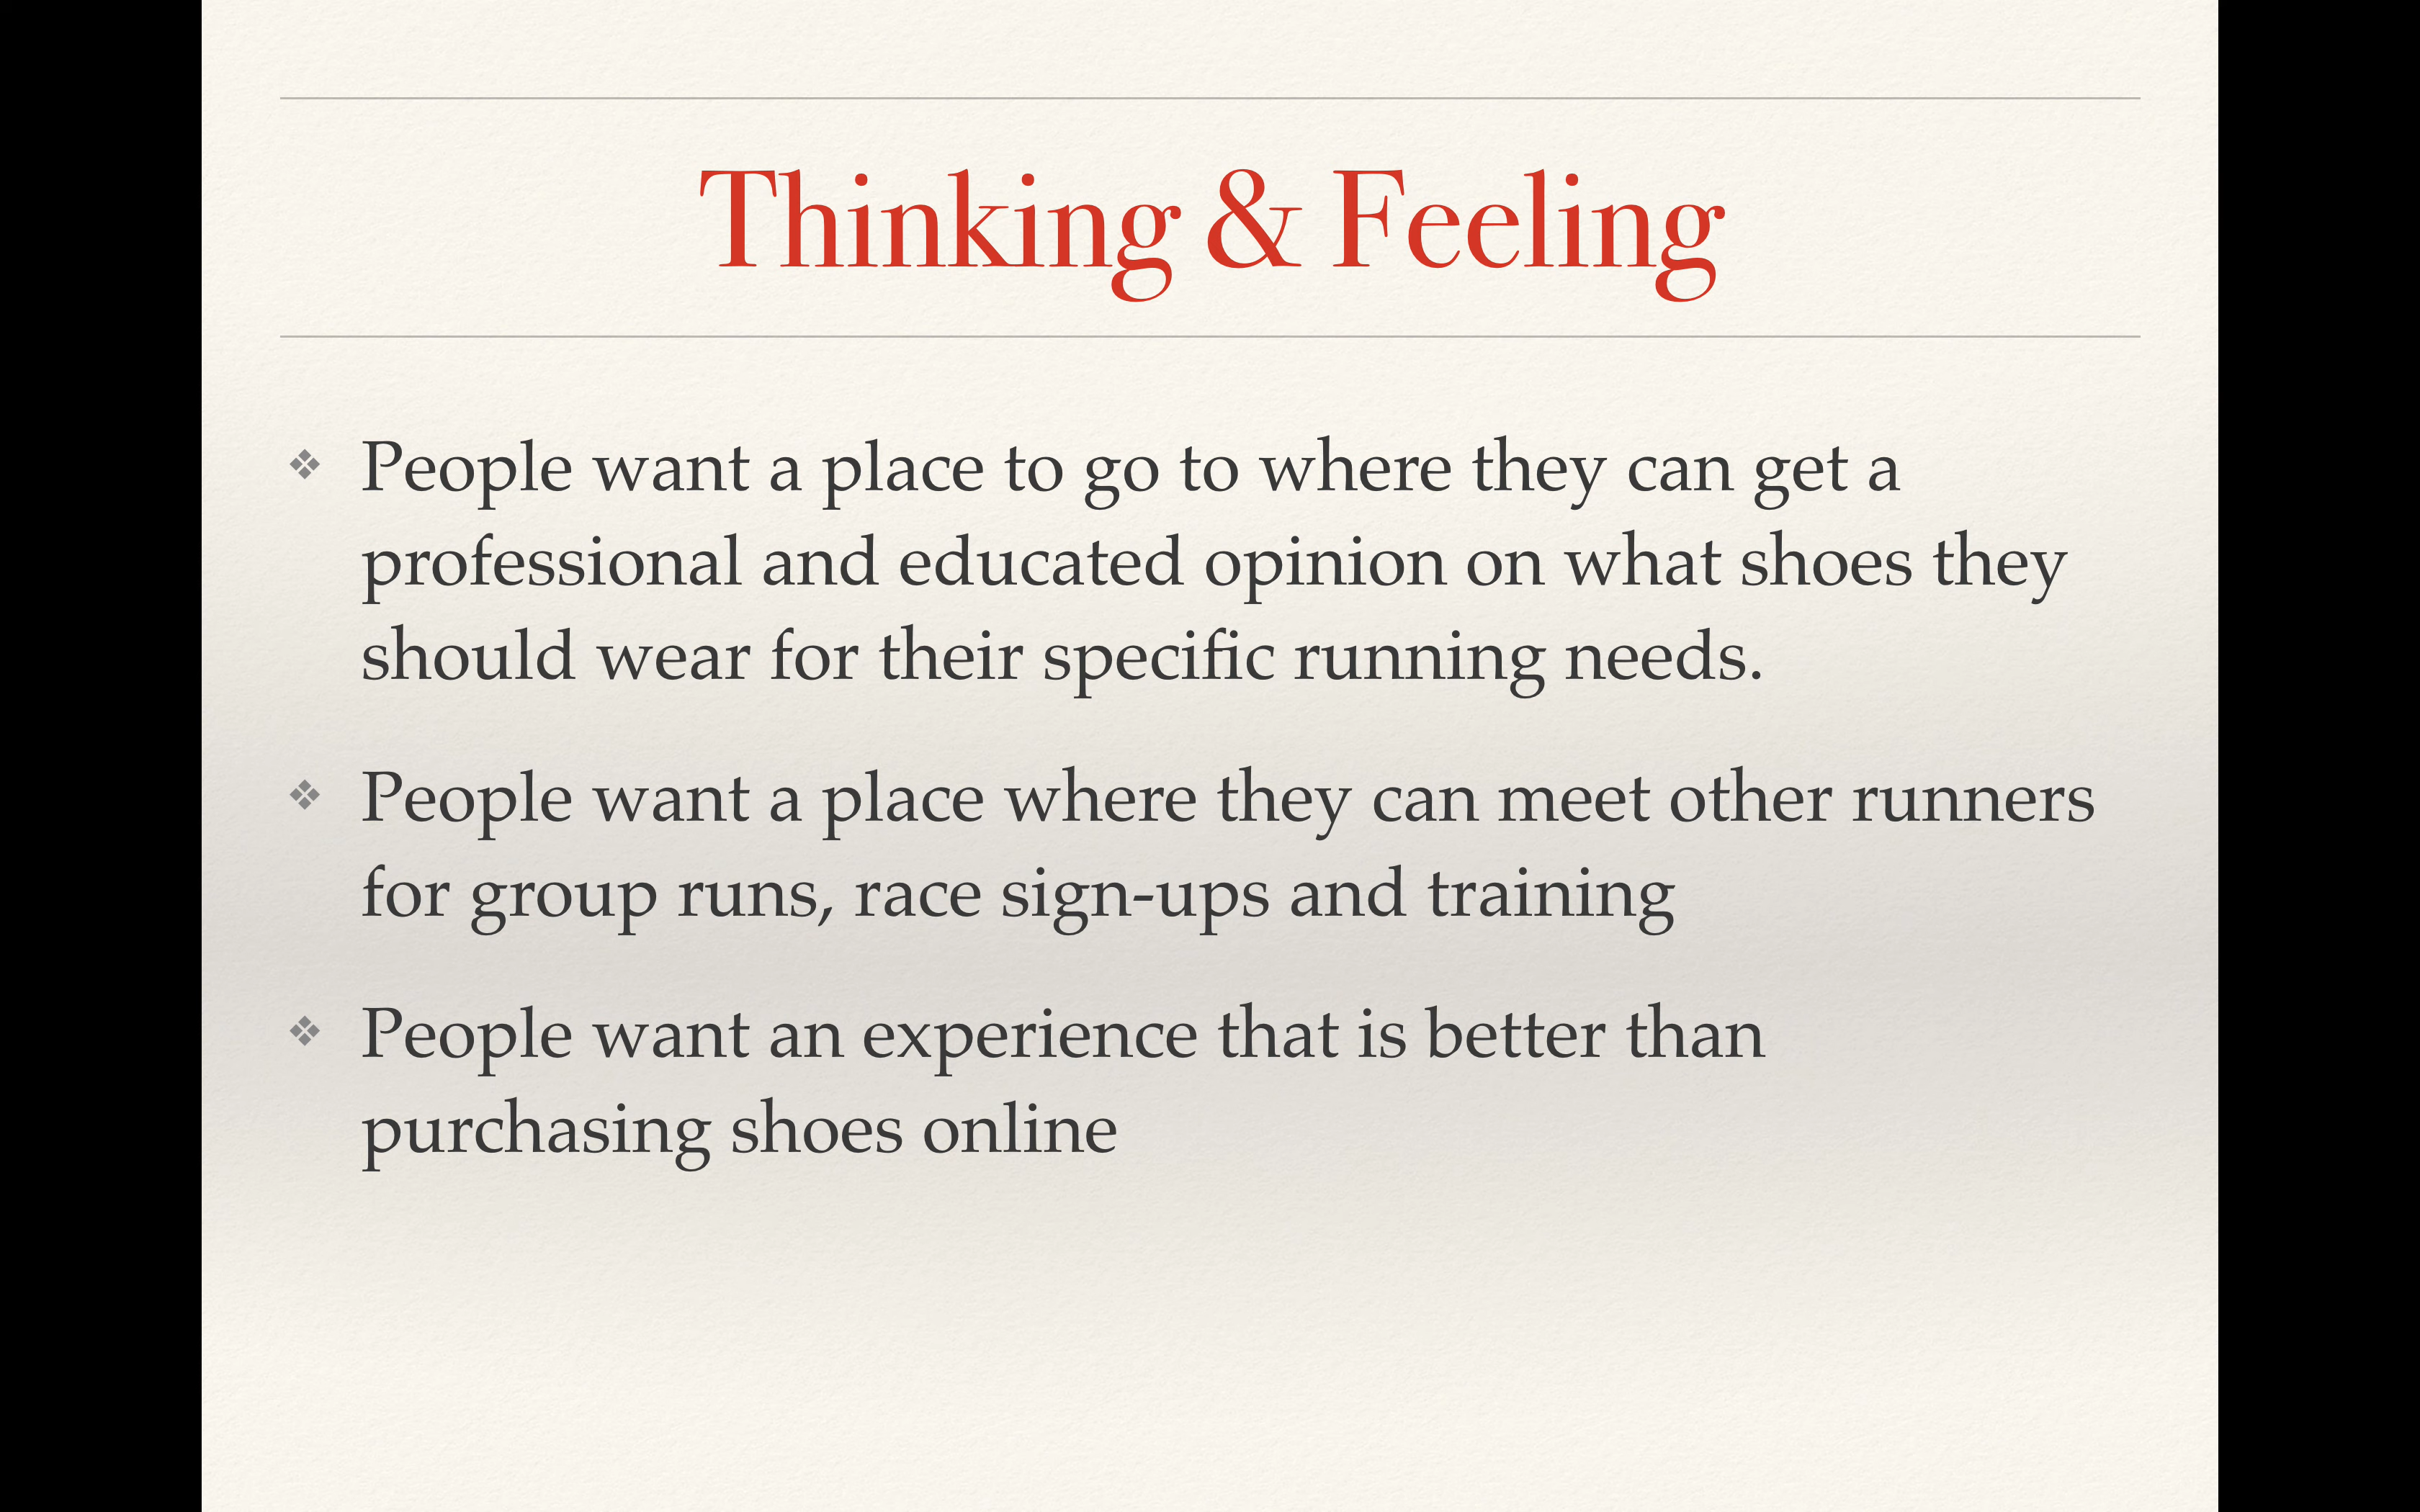 Thinking & Feeling
❖ People want a place to go to where they can get a
professional and educated opinion on what shoes they
should wear for their specific running needs.
❖ People want a place where they can meet other runners
for group runs, race sign-ups and training
❖ People want an experience that is better than
purchasing shoes online